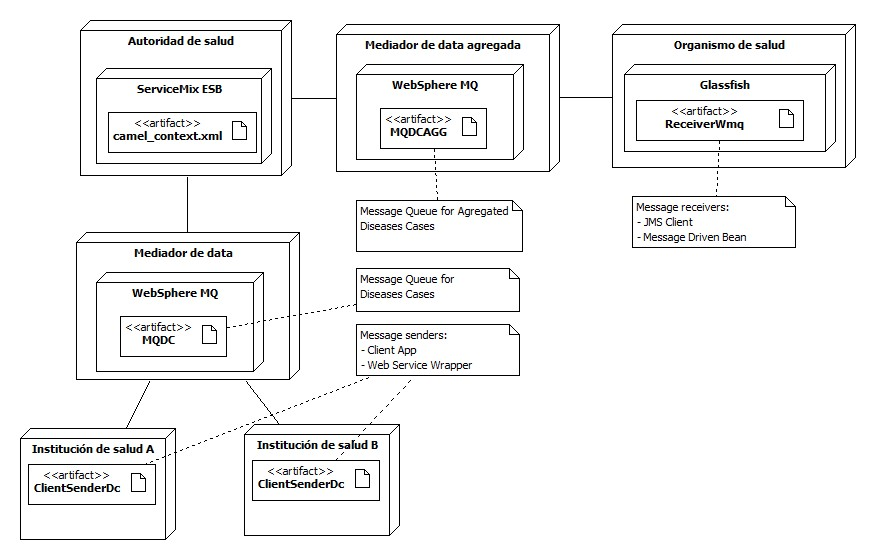 Autoridad de salud
ServiceMix ESB
<<artifact>>
camel_context.xml
Mediador de data agregada
WebSphere MQ
<<artifact>>
MQDCAGG
Organismo de salud
Glassfish
<<artifact>>
ReceiverWmq
Message Queue for Agregated
Diseases Cases
Message receivers:
- JMS Client
- Message Driven Bean
Mediador de data
WebSphere MQ
<<artifact>>
MQDC
Message Queue for
Diseases Cases
Message senders:
- Client App
- Web Service Wrapper
Institución de salud A
<<artifact>>
ClientSenderDc
Institución de salud B
<<artifact>>
ClientSenderDc